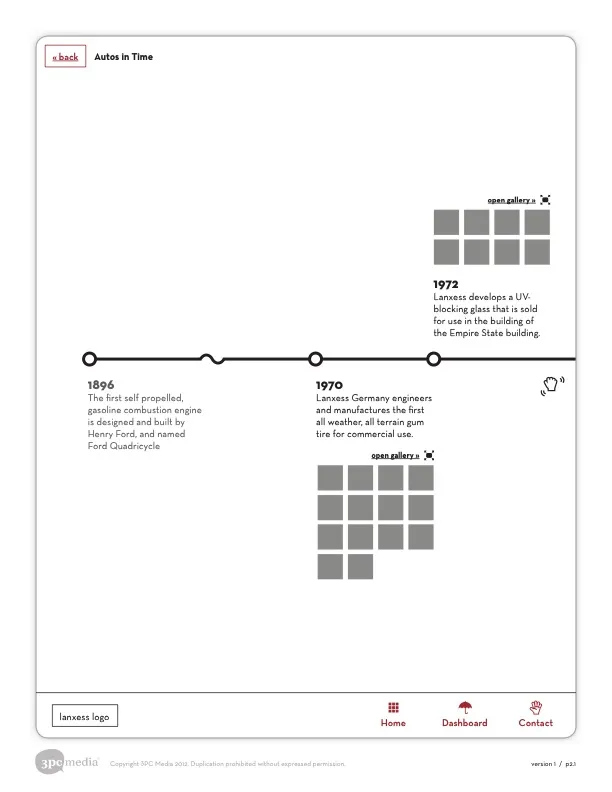 « back
Autos in Time
open gallery »
1972
Lanxess develops a UV-
blocking glass that is sold
for use in the building of
the Empire State building.
1896
The first self propelled,
gasoline combustion engine,
is designed and built by
Henry Ford, and named
Ford Quadricycle
1970
Lanxess Germany engineers
and manufactures the first
all weather, all terrain gum
tire for commercial use.
open gallery »
lanxess logo
Home
Dashboard
Contact
3pcmedia
Copyright 3PC Media 2012. Duplication prohibited without expressed permission.
version 1 / p2.1